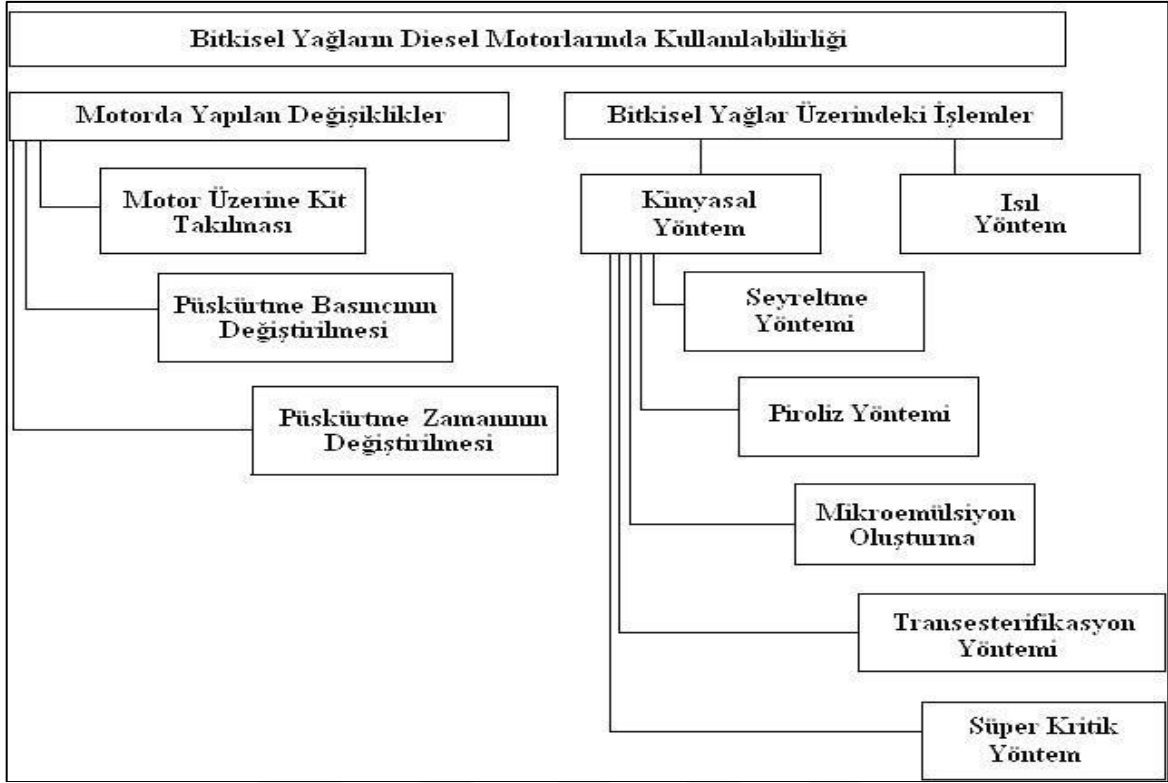 Bitkisel Yağların Diesel Motorlarında Kullanılabilirliği
Motorda Yapılan Değişiklikler
Motor Üzerine Kit
Takılması
Püskürtme Basıncının
Değiştirilmesi
Püskürtme Zamanının
Değiştirilmesi
Bitkisel Yağlar Üzerindeki İşlemler
Kimyasal
Yöntem
Isıl
Yöntem
Seyreltme
Yöntemi
Piroliz Yöntemi
Mikroemülsiyon
Oluşturma
Transesterifikasyon
Yöntemi
Süper Kritik
Yöntem